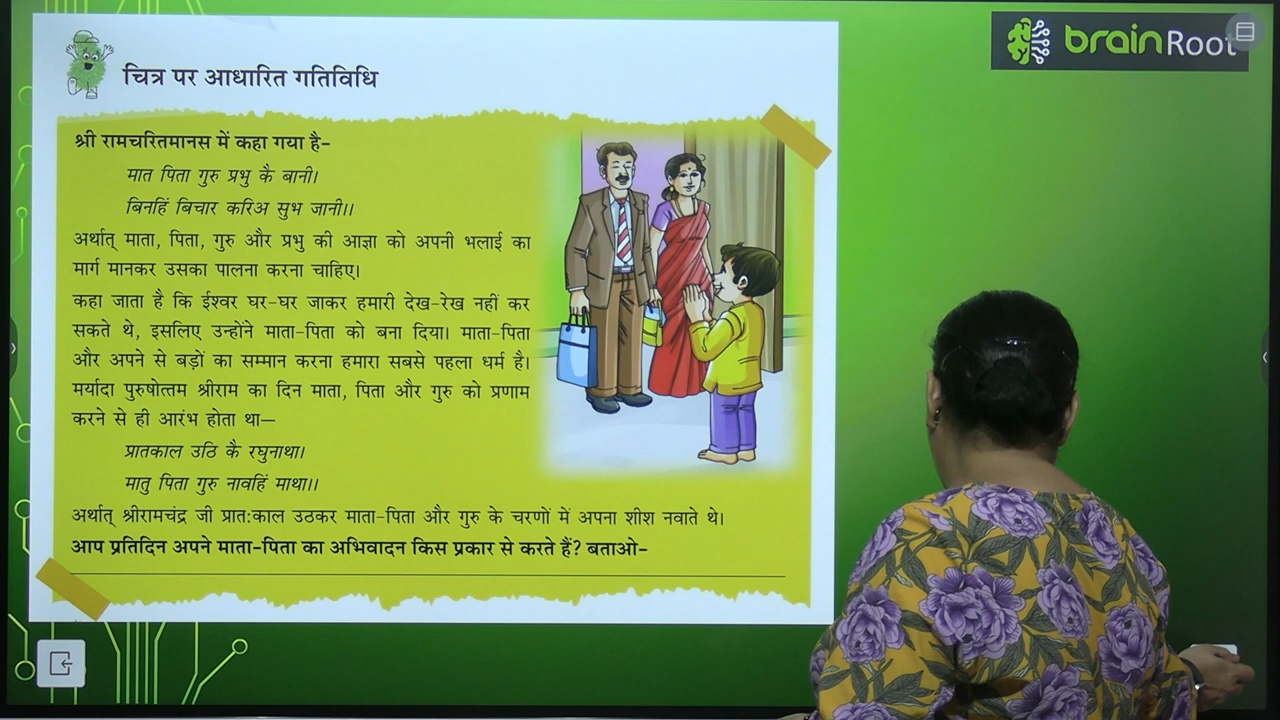 brainRoot
चित्र पर आधारित गतिविधि
श्री रामचरितमानस में कहा गया है-
मात पिता गुरु प्रभु कै बानी।
बिनहिं बिचार करिअ सुभ जानी।।
अर्थात् माता, पिता, गुरु और प्रभु की आज्ञा को अपनी भलाई का
मार्ग मानकर उसका पालना करना चाहिए।
कहा जाता है कि ईश्वर घर-घर जाकर हमारी देख-रेख नहीं कर
सकते थे, इसलिए उन्होंने माता-पिता को बना दिया। माता-पिता
और अपने से बड़ों का सम्मान करना हमारा सबसे पहला धर्म है।
मर्यादा पुरुषोत्तम श्रीराम का दिन माता, पिता और गुरु को प्रणाम
करने से ही आरंभ होता था—
प्रातकाल उठि कै रघुनाथा।
मातु पिता गुरु नावहिं माथा।।
अर्थात् श्रीरामचंद्र जी प्रात:काल उठकर माता-पिता और गुरु के चरणों में अपना शीश नवाते थे।
आप प्रतिदिन अपने माता-पिता का अभिवादन किस प्रकार से करते हैं? बताओ-